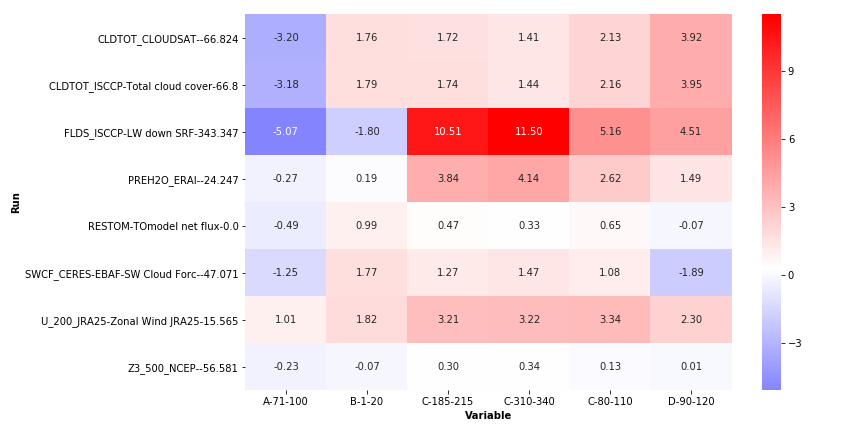 CLDTOT_CLOUDSAT--66.824 -3.20 1.76 1.72 1.41 2.13 3.92
CLDTOT_ISCCP-Total cloud cover-66.8 -3.18 1.79 1.74 1.44 2.16 3.95
9
FLDS_ISCCP-LW down SRF-343.347 -5.07 -1.80 10.51 11.50 5.16 4.51
6
PREH2O_ERAI--24.247 -0.27 0.19 3.84 4.14 2.62 1.49
Run
3
RESTOM-TOmodel net flux-0.0 -0.49 0.99 0.47 0.33 0.65 -0.07
SWCF_CERES-EBAF-SW Cloud Forc--47.071 -1.25 1.77 1.27 1.47 1.08 -1.89
0
U_200_JRA25-Zonal Wind JRA25-15.565 1.01 1.82 3.21 3.22 3.34 2.30
−3
Z3_500_NCEP--56.581 -0.23 -0.07 0.30 0.34 0.13 0.01
A-71-100 B-1-20 C-185-215 C-310-340 C-80-110 D-90-120
Variable